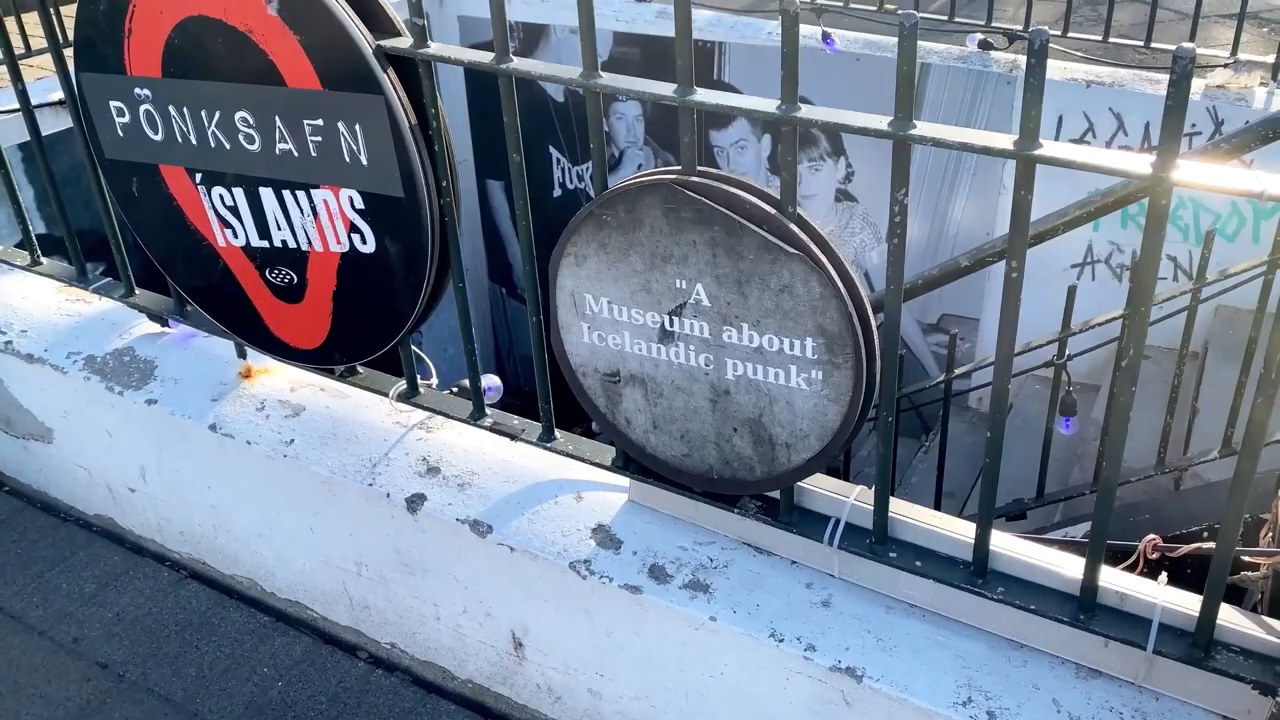 PÖNKSAFN
ÍSLANDS
FUCK
"A
Museum about
Icelandic punk"
FREEDOM
AGAIN